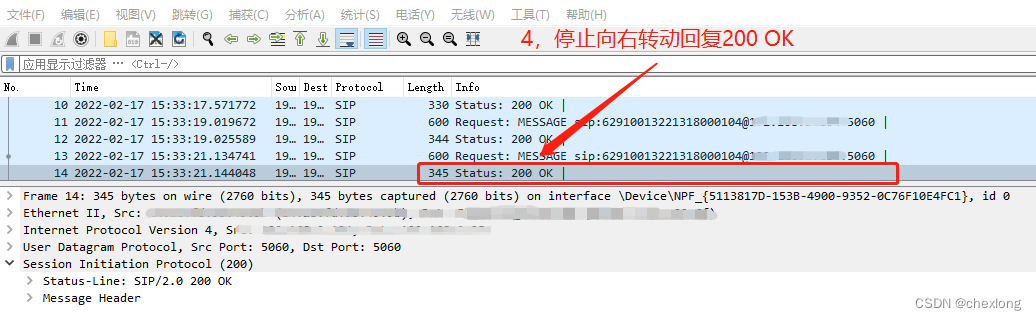 文件(F) 编辑(E) 视图(V) 跳转(G) 捕获(C) 分析(A) 统计(S) 电话(Y) 无线(W) 工具(T) 帮助(H)
4，停止向右转动回复200 OK
应用显示过滤器 … <Ctrl-/>
No. Time Sou Dest Protocol Length Info
10 2022-02-17 15:33:17.571772 19… 19… SIP 330 Status: 200 OK |
11 2022-02-17 15:33:19.019672 19… 19… SIP 600 Request: MESSAGE sip:62910013221318000104@1 5060 |
12 2022-02-17 15:33:19.025589 19… 19… SIP 344 Status: 200 OK |
13 2022-02-17 15:33:21.134741 19… 19… SIP 600 Request: MESSAGE sip:62910013221318000104@ :5060 |
14 2022-02-17 15:33:21.144048 19… 19… SIP 345 Status: 200 OK |
Frame 14: 345 bytes on wire (2760 bits), 345 bytes captured (2760 bits) on interface \Device\NPF_{5113817D-153B-4900-9352-0C76F10E4FC1}, id 0
Ethernet II, Src:
Internet Protocol Version 4,
User Datagram Protocol, Src Port: 5060, Dst Port: 5060
Session Initiation Protocol (200)
Status-Line: SIP/2.0 200 OK
Message Header
CSDN @chexlong